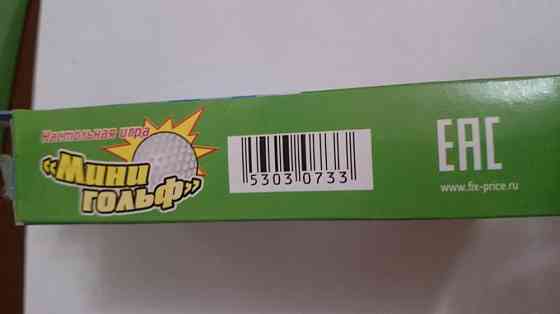 Настольная игра
«Мини
гольф»
5303 0733
EAC
www.fix-price.ru